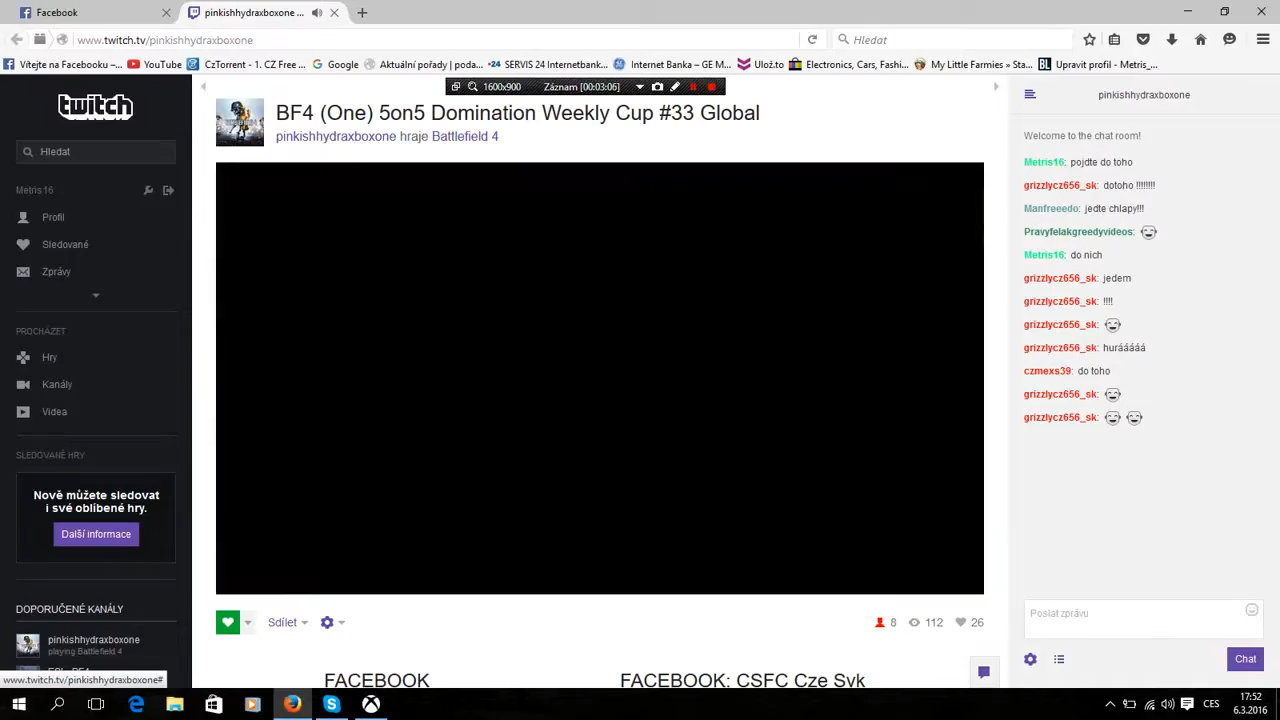 Facebook
pinkishhydraxboxone ...
www.twitch.tv/pinkishhydraxboxone
Hledat
Vítejte na Facebooku –...
YouTube
CzTorrent - 1. CZ Free ...
Google
Aktuální pořady | poda...
SERVIS 24 Internetbank...
Internet Banka – GE M...
Ulož.to
Electronics, Cars, Fashi...
My Little Farmies » Sta...
BL Upravit profil - Metris_...
1600x900
Záznam [00:03:06]
twitch
Hledat
Metris16
Profil
Sledované
Zprávy
PROCHÁZET
Hry
Kanály
Videa
SLEDOVANÉ HRY
Nově můžete sledovat
i své oblíbené hry.
Další informace
DOPORUČENÉ KANÁLY
pinkishhydraxboxone
playing Battlefield 4
www.twitch.tv/pinkishhydraxboxone#
BF4 (One) 5on5 Domination Weekly Cup #33 Global
pinkishhydraxboxone hraje Battlefield 4
Sdílet
8
112
26
FACEBOOK
FACEBOOK: CSFC Cze Svk
pinkishhydraxboxone
Welcome to the chat room!
Metris16: pojdte do toho
grizzlycz656_sk: dotoho !!!!!!!!
Manfreeedo: jedte chlapy!!!
Pravyfelakgreedyvideos:
Metris16: do nich
grizzlycz656_sk: jedem
grizzlycz656_sk: !!!!
grizzlycz656_sk:
grizzlycz656_sk: hurááááá
czmexs39: do toho
grizzlycz656_sk:
grizzlycz656_sk:
Poslat zprávu
Chat
CES
17:52
6.3.2016